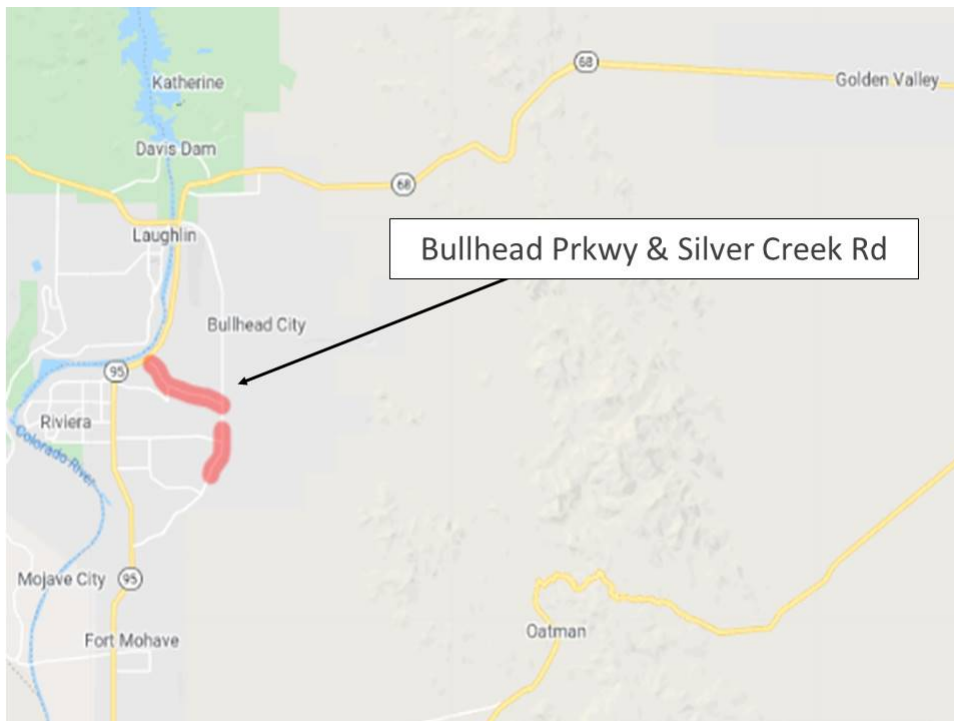 68
Katherine
Golden Valley
Davis Dam
68
Laughlin
Bullhead Prkwy & Silver Creek Rd
Bullhead City
95
Riviera
Colorado River
Mojave City
95
Oatman
Fort Mohave